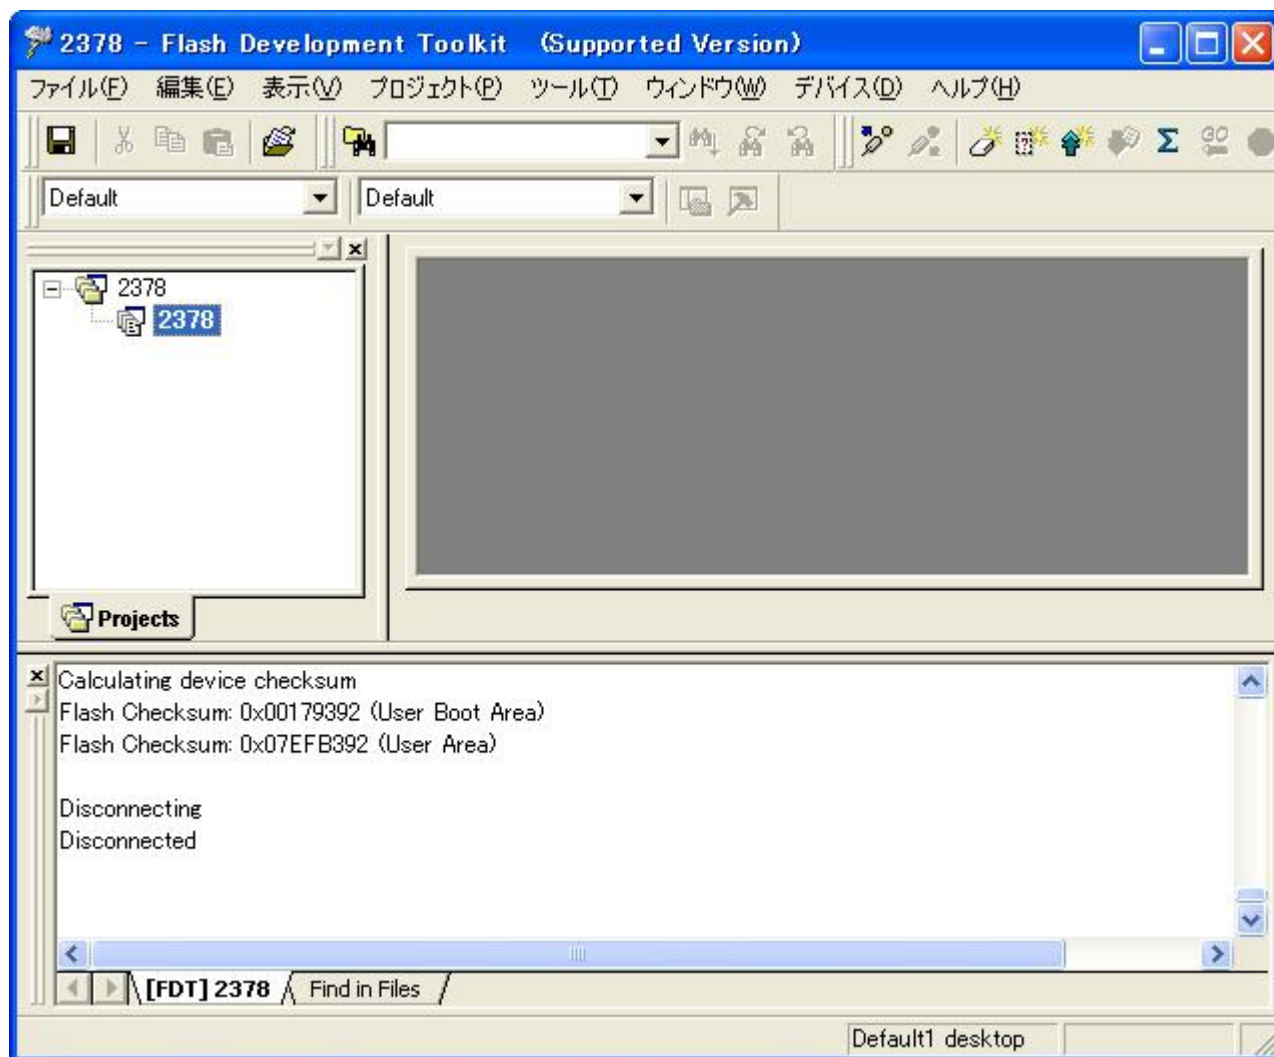 2378 - Flash Development Toolkit (Supported Version)
ファイル(F) 編集(E) 表示(V) プロジェクト(P) ツール(T) ウィンドウ(W) デバイス(D) ヘルプ(H)
Σ GO
Default Default
2378
2378
Projects
Calculating device checksum
Flash Checksum: 0x00179392 (User Boot Area)
Flash Checksum: 0x07EFB392 (User Area)
Disconnecting
Disconnected
[FDT] 2378 Find in Files
Default1 desktop